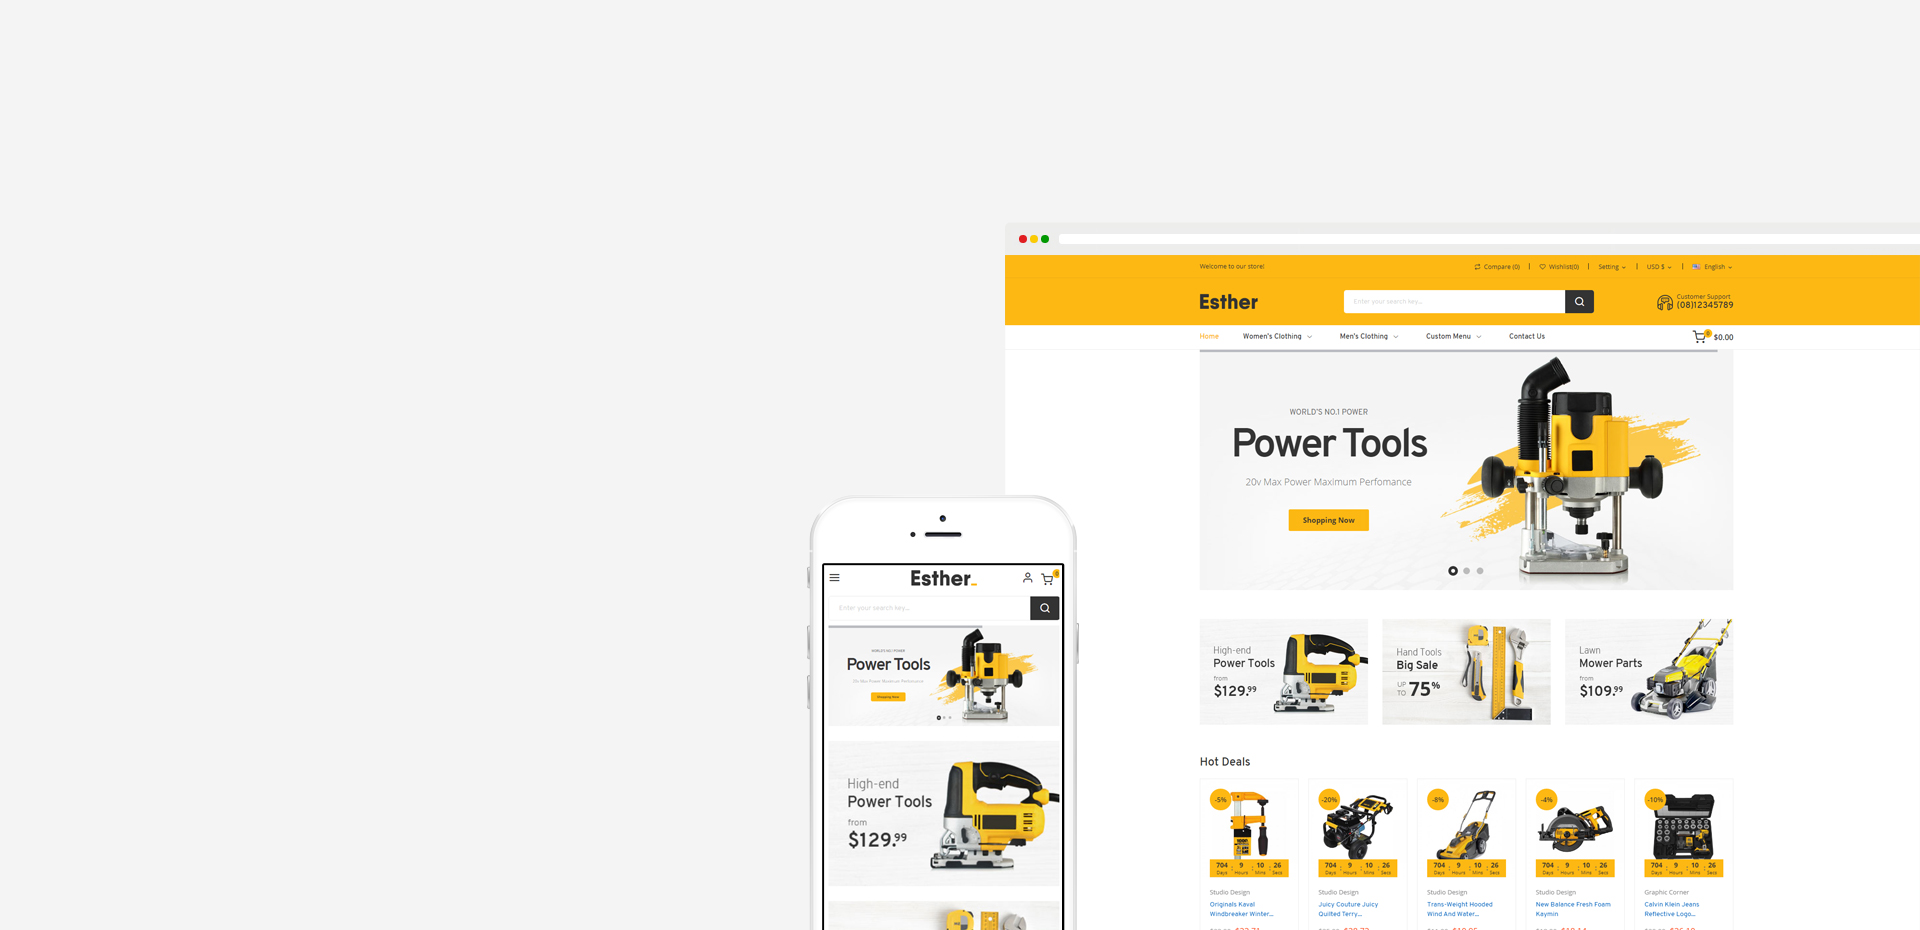 Welcome to our store!
Compare (0)
Wishlist(0)
Setting
USD $
English
Esther
Enter your search key...
Customer Support
(08)12345789
Home
Women's Clothing
Men's Clothing
Custom Menu
Contact Us
0
$0.00
WORLD'S NO.1 POWER
Power Tools
20v Max Power Maximum Perfomance
Shopping Now
High-end
Power Tools
from
$129.99
Hand Tools
Big Sale
UP TO 75%
Lawn
Mower Parts
from
$109.99
Hot Deals
-5%
704 : 9 : 10 : 26
Days Hours Mins Secs
Studio Design
Originals Kaval
Windbreaker Winter...
-20%
704 : 9 : 10 : 26
Days Hours Mins Secs
Studio Design
Juicy Couture Juicy
Quilted Terry...
-8%
704 : 9 : 10 : 26
Days Hours Mins Secs
Studio Design
Trans-Weight Hooded
Wind And Water...
-4%
704 : 9 : 10 : 26
Days Hours Mins Secs
Studio Design
New Balance Fresh Foam
Kaymin
-10%
704 : 9 : 10 : 26
Days Hours Mins Secs
Graphic Corner
Calvin Klein Jeans
Reflective Logo...
Esther_
0
Enter your search key...
WORLD'S NO.1 POWER
Power Tools
20v Max Power Maximum Perfomance
Shopping Now
High-end
Power Tools
from
$129.99